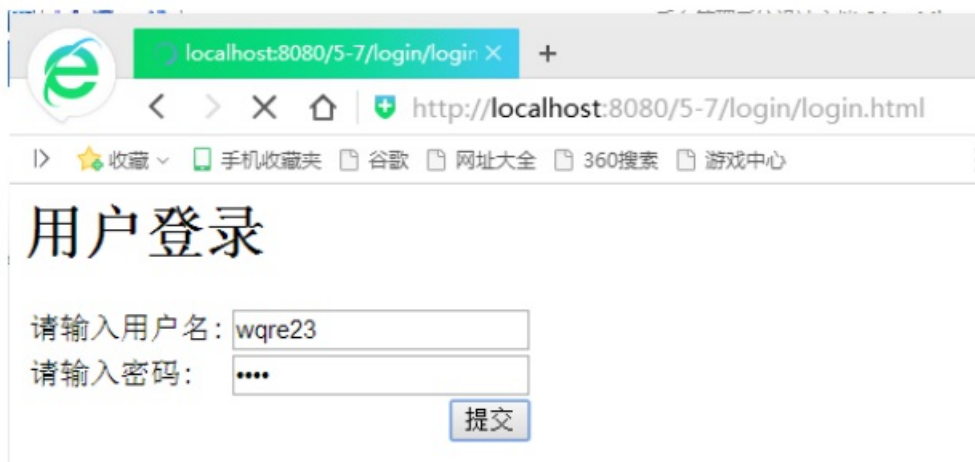 localhost:8080/5-7/login/login
http://localhost:8080/5-7/login/login.html
收藏 手机收藏夹 谷歌 网址大全 360搜索 游戏中心
用户登录
请输入用户名: wqre23
请输入密码: ••••
提交